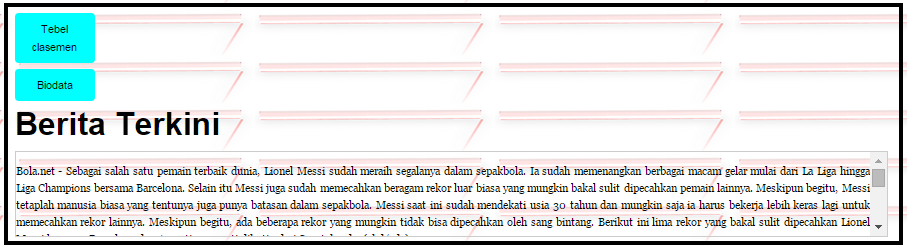 Tebel
clasemen
Biodata
Berita Terkini
Bola.net - Sebagai salah satu pemain terbaik dunia, Lionel Messi sudah meraih segalanya dalam sepakbola. Ia sudah memenangkan berbagai macam gelar mulai dari La Liga hingga
Liga Champions bersama Barcelona. Selain itu Messi juga sudah memecahkan beragam rekor luar biasa yang mungkin bakal sulit dipecahkan pemain lainnya. Meskipun begitu, Messi
tetaplah manusia biasa yang tentunya juga punya batasan dalam sepakbola. Messi saat ini sudah mendekati usia 30 tahun dan mungkin saja ia harus bekerja lebih keras lagi untuk
memecahkan rekor lainnya. Meskipun begitu, ada beberapa rekor yang mungkin tidak bisa dipecahkan oleh sang bintang. Berikut ini lima rekor yang bakal sulit dipecahkan Lionel